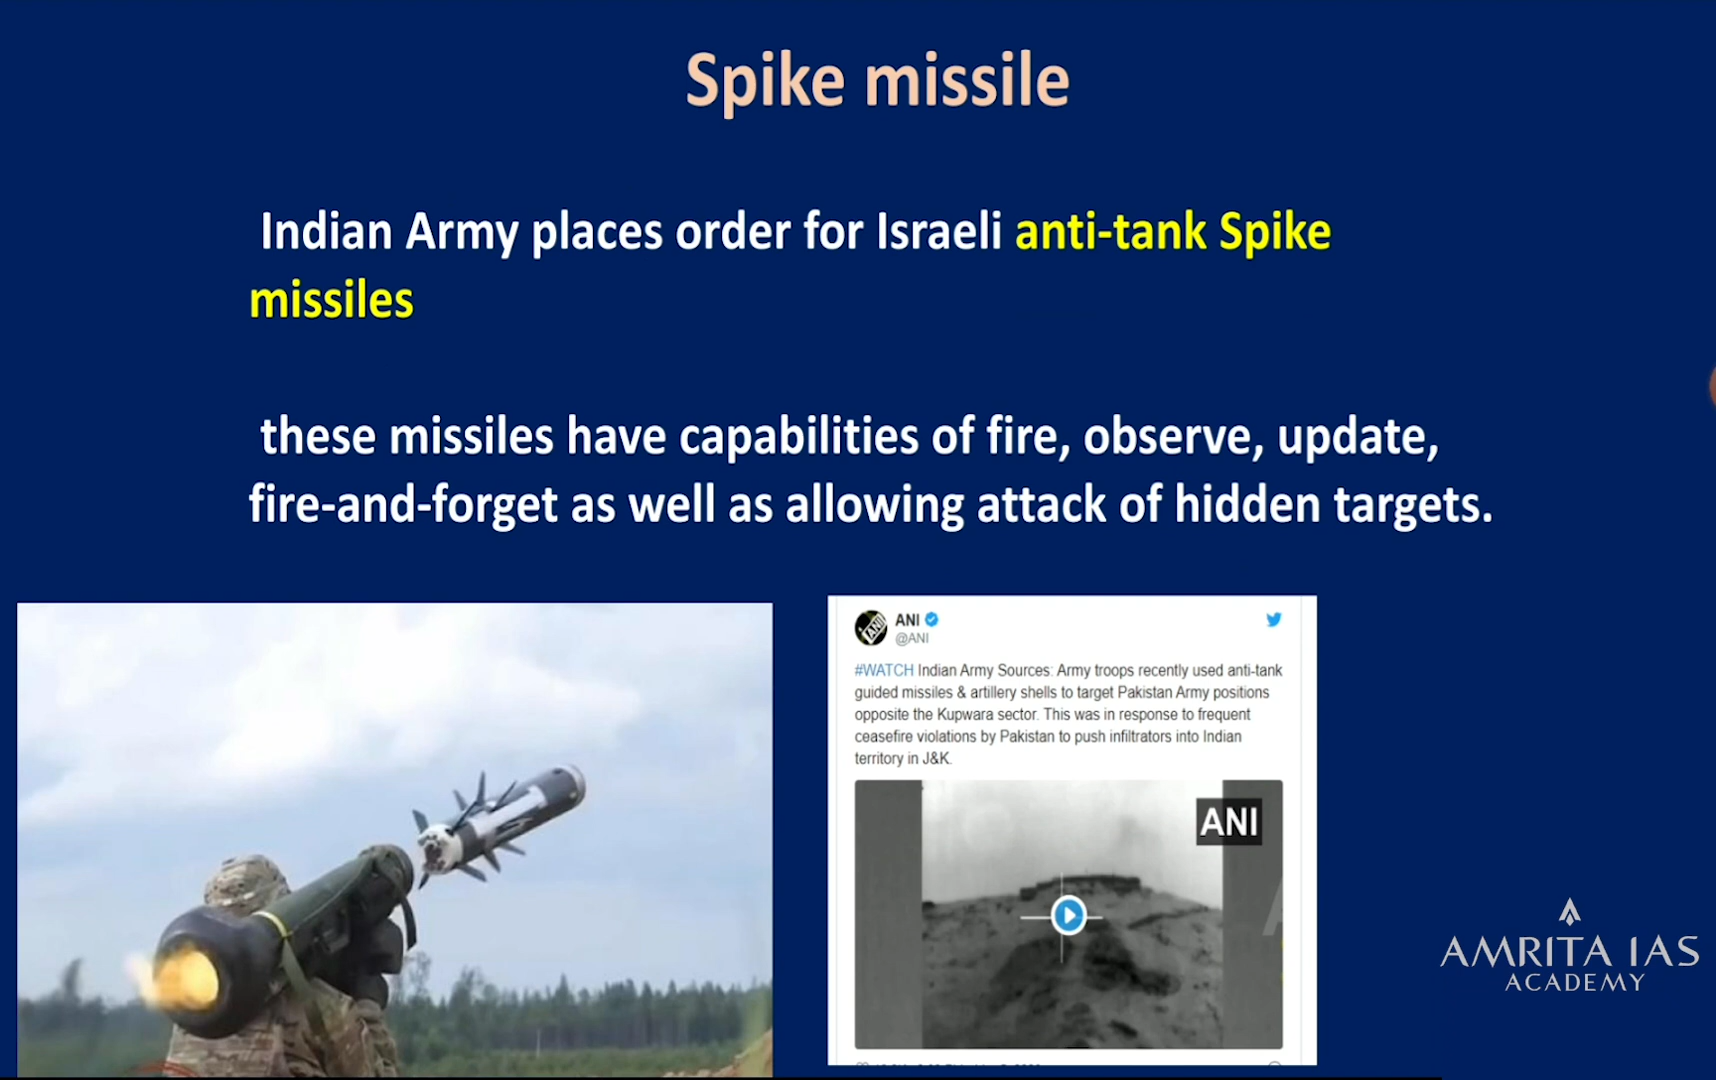 Spike missile
Indian Army places order for Israeli anti-tank Spike
missiles
these missiles have capabilities of fire, observe, update,
fire-and-forget as well as allowing attack of hidden targets.
ANI
@ANI
#WATCH Indian Army Sources: Army troops recently used anti-tank
guided missiles & artillery shells to target Pakistan Army positions
opposite the Kupwara sector. This was in response to frequent
ceasefire violations by Pakistan to push infiltrators into Indian
territory in J&K.
ANI
AMRITA IAS
ACADEMY